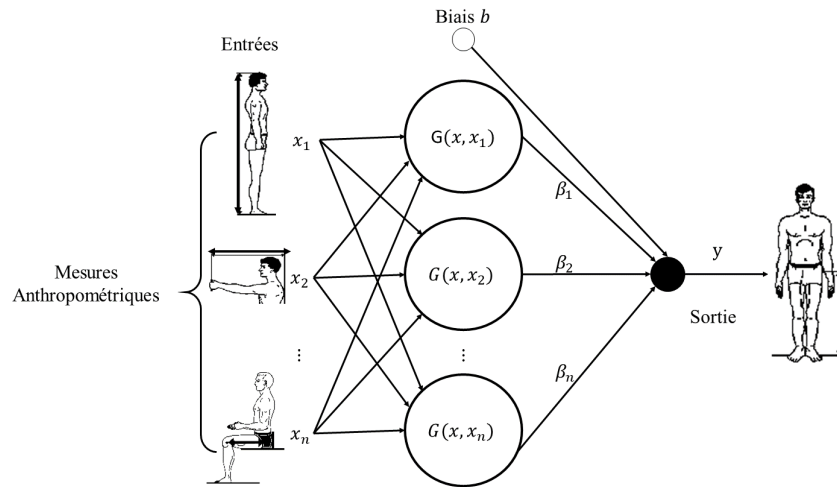 Biais b
Entrées
x₁
G(x, x₁)
β₁
Mesures
Anthropométriques
x₂
G(x, x₂)
β₂
y
Sortie
⋮
⋮
xₙ
G(x, xₙ)
βₙ